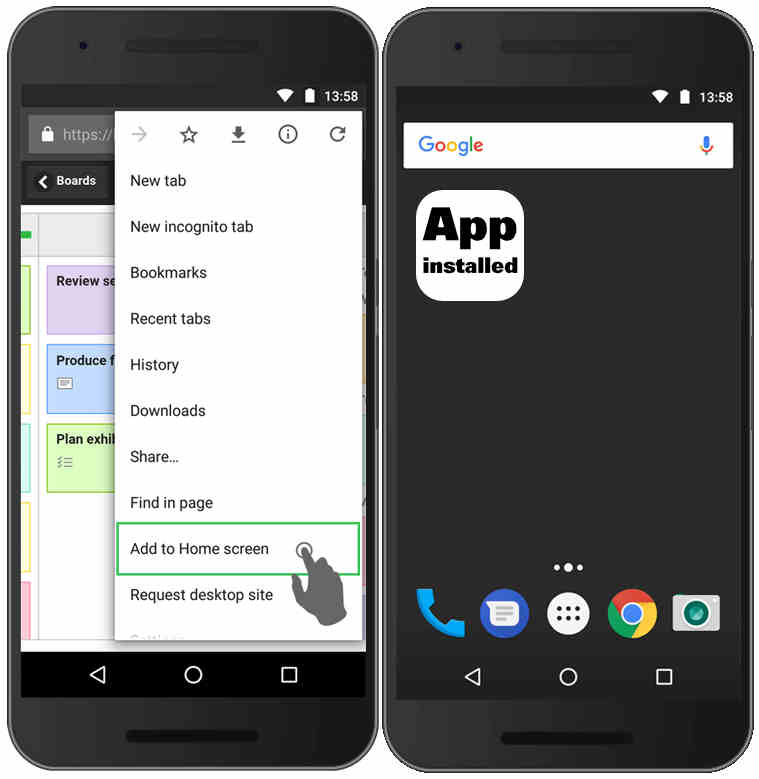 13:58
https://
Boards
New tab
New incognito tab
Bookmarks
Recent tabs
History
Downloads
Share...
Find in page
Add to Home screen
Request desktop site
Settings
Review se
Produce f
Plan exhib
13:58
Google
App
installed